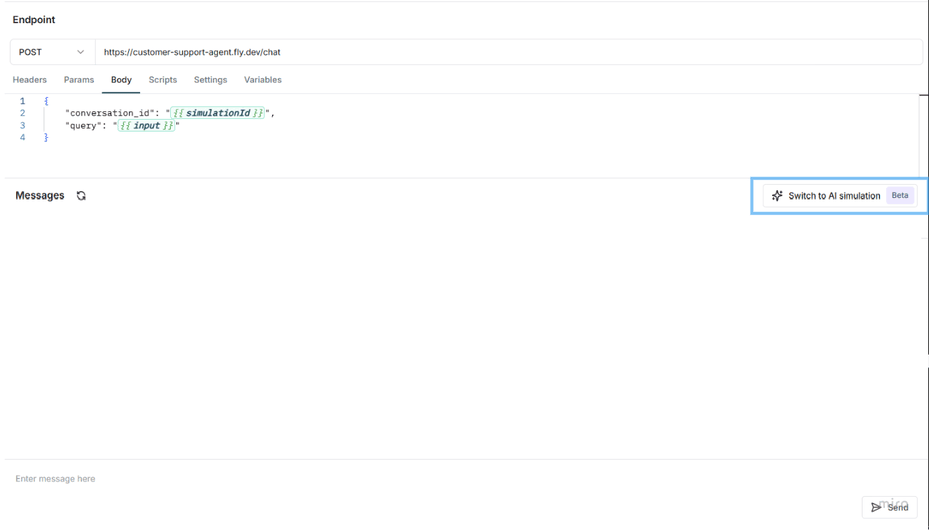 Endpoint
POST https://customer-support-agent.fly.dev/chat
Headers Params Body Scripts Settings Variables
1 {
2 "conversation_id": "{{ simulationId }}",
3 "query": "{{ input }}"
4 }
Messages Switch to AI simulation Beta
Enter message here
miro
Send